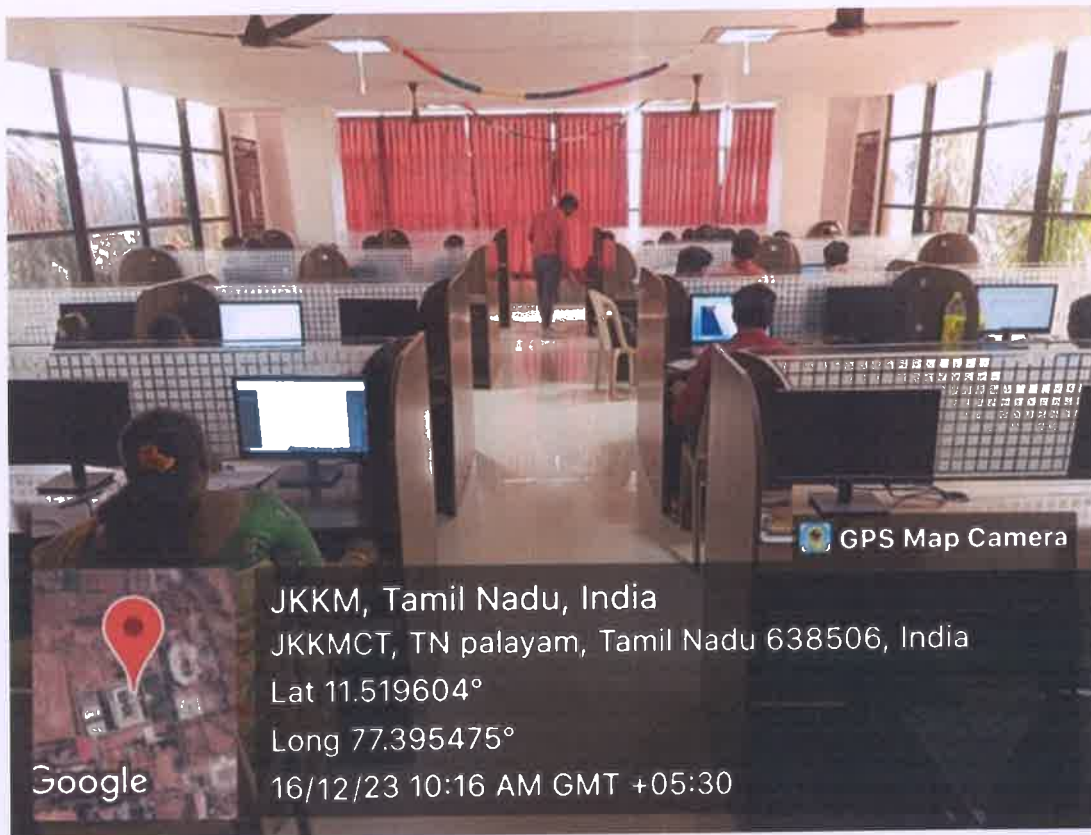 GPS Map Camera
JKKM, Tamil Nadu, India
JKKMCT, TN palayam, Tamil Nadu 638506, India
Lat 11.519604°
Long 77.395475°
16/12/23 10:16 AM GMT +05:30
Google